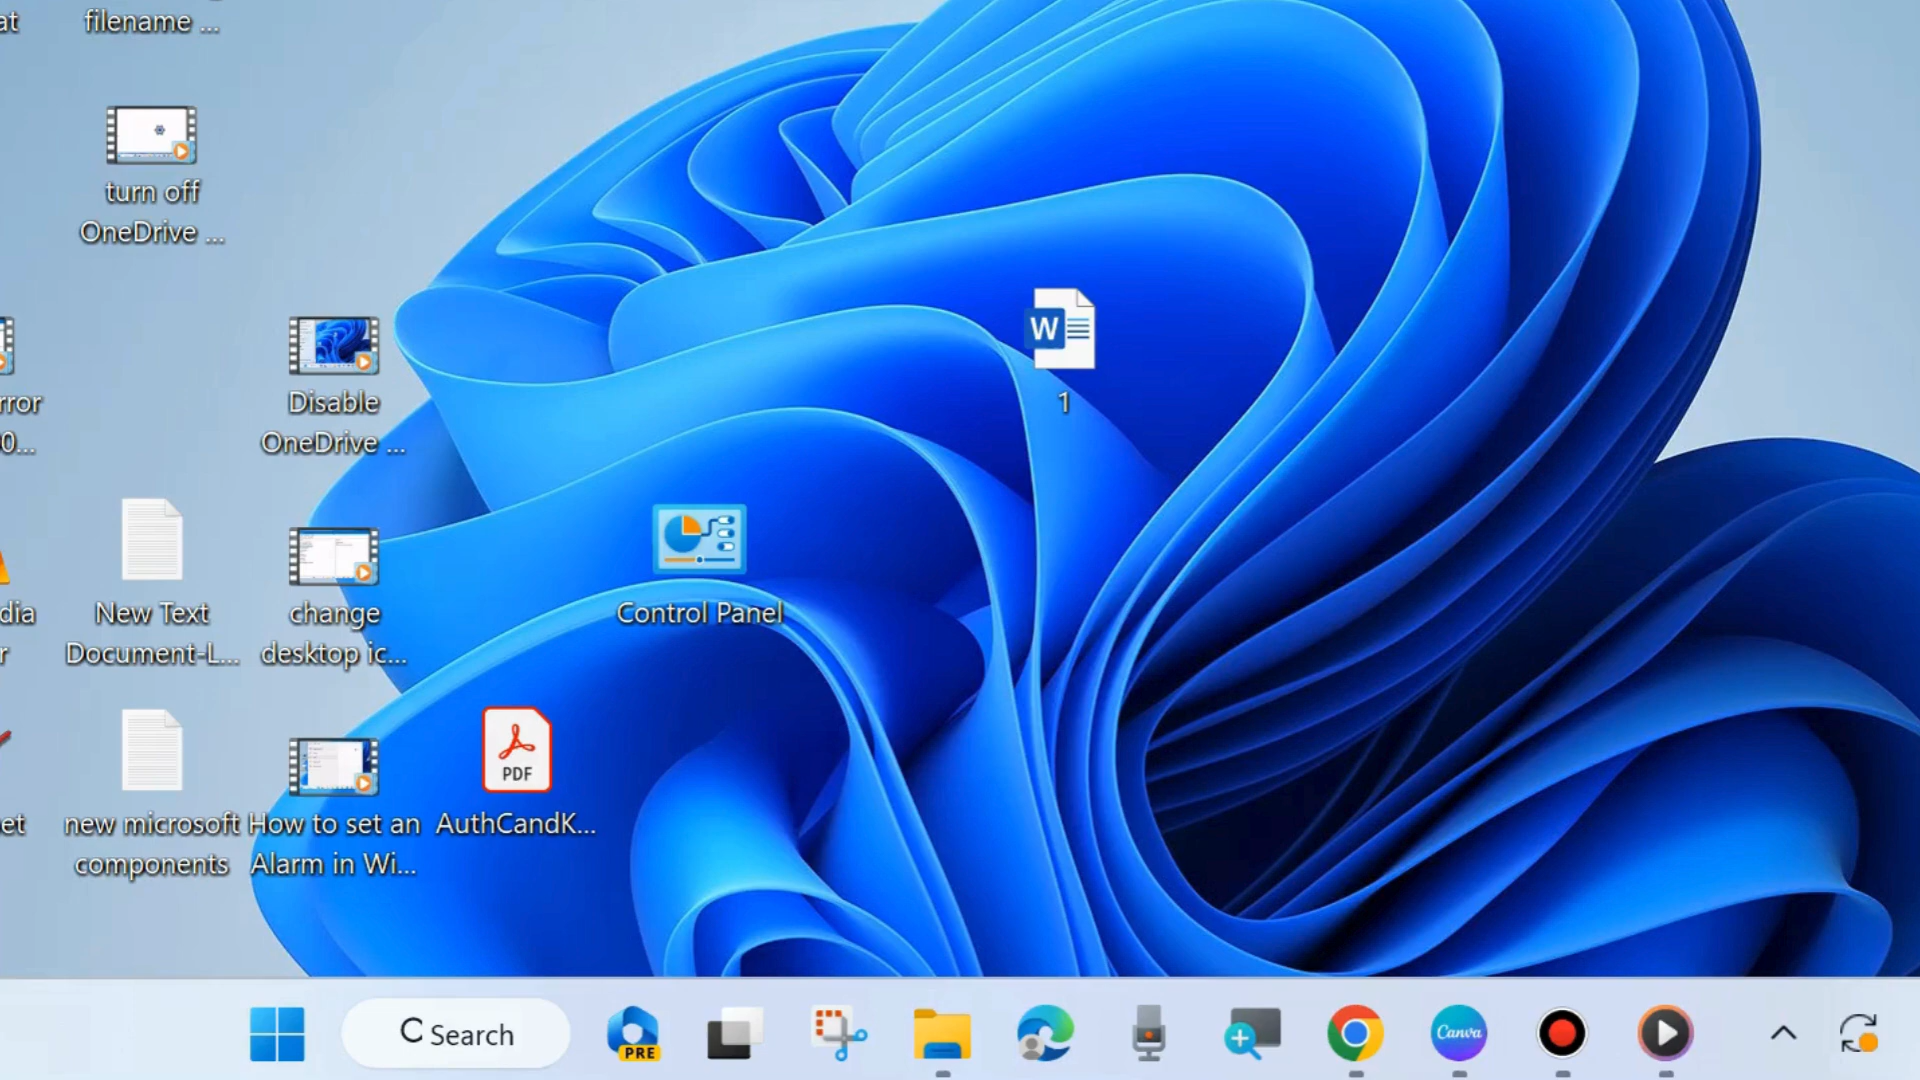 at
filename ...
turn off
OneDrive ...
rror
0...
Disable
OneDrive ...
W
1
dia
r
New Text
Document-L...
change
desktop ic...
Control Panel
et
new microsoft
components
How to set an
Alarm in Wi...
PDF
AuthCandK...
Search
PRE
Canva